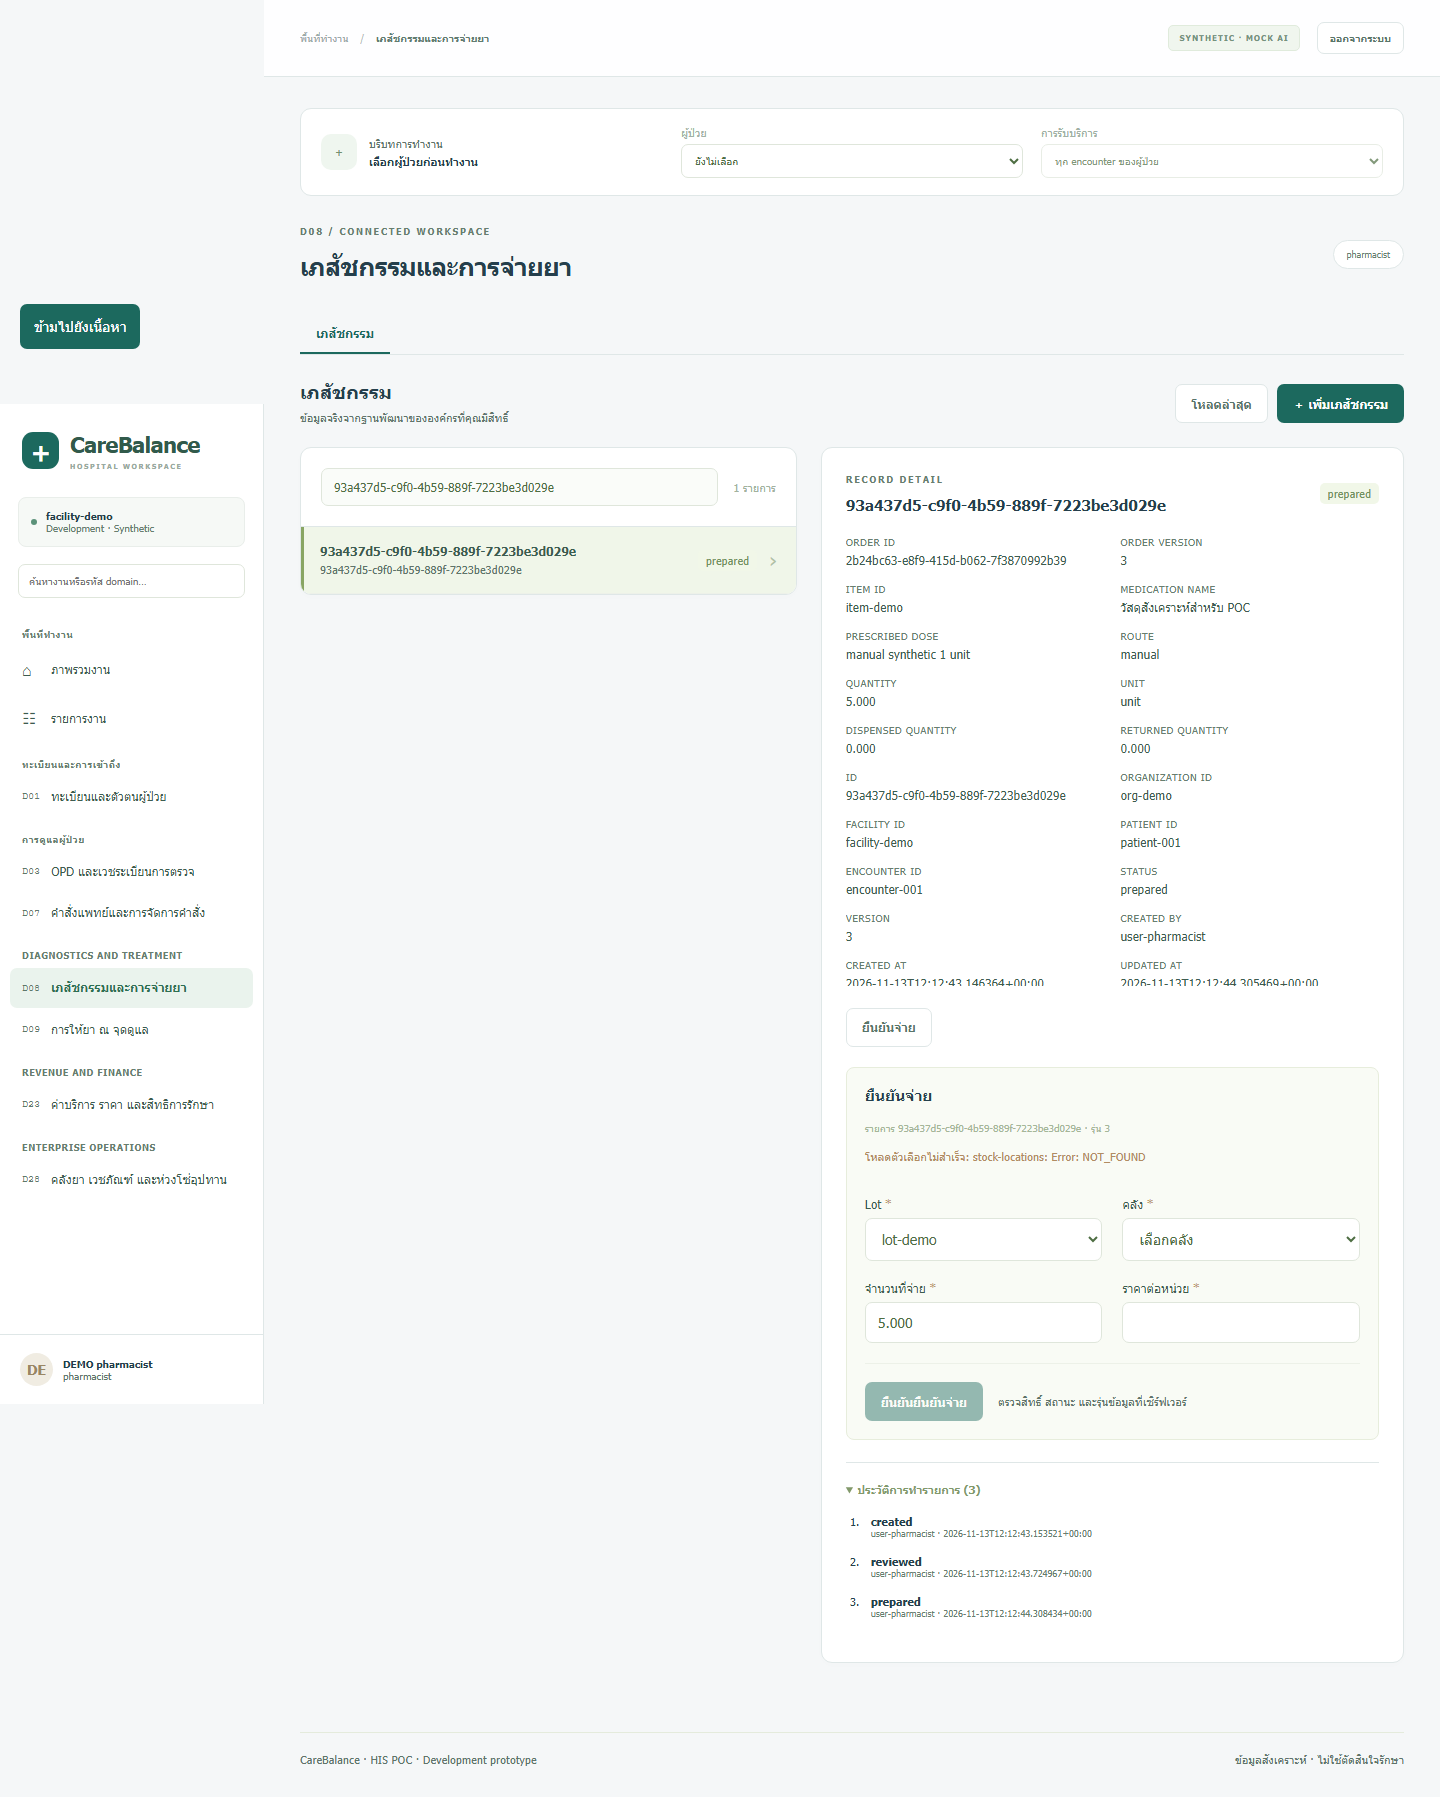 พื้นที่ทำงาน / เภสัชกรรมและการจ่ายยา
SYNTHETIC · MOCK AI
ออกจากระบบ
+
บริบทการทำงาน
เลือกผู้ป่วยก่อนทำงาน
ผู้ป่วย
ยังไม่เลือก
การรับบริการ
ทุก encounter ของผู้ป่วย
D08 / CONNECTED WORKSPACE
เภสัชกรรมและการจ่ายยา
pharmacist
ข้ามไปยังเนื้อหา
เภสัชกรรม
เภสัชกรรม
ข้อมูลจริงจากฐานพัฒนาขององค์กรที่คุณมีสิทธิ์
โหลดล่าสุด
+ เพิ่มเภสัชกรรม
CareBalance
HOSPITAL WORKSPACE
facility-demo
Development · Synthetic
ค้นหางานหรือรหัส domain...
พื้นที่ทำงาน
ภาพรวมงาน
รายการงาน
ทะเบียนและการเข้าถึง
D01 ทะเบียนและตัวตนผู้ป่วย
การดูแลผู้ป่วย
D03 OPD และเวชระเบียนการตรวจ
D07 คำสั่งแพทย์และการจัดการคำสั่ง
DIAGNOSTICS AND TREATMENT
D08 เภสัชกรรมและการจ่ายยา
D09 การให้ยา ณ จุดดูแล
REVENUE AND FINANCE
D23 ค่าบริการ ราคา และสิทธิการรักษา
ENTERPRISE OPERATIONS
D28 คลังยา เวชภัณฑ์ และห่วงโซ่อุปทาน
DE
DEMO pharmacist
pharmacist
93a437d5-c9f0-4b59-889f-7223be3d029e
1 รายการ
93a437d5-c9f0-4b59-889f-7223be3d029e
93a437d5-c9f0-4b59-889f-7223be3d029e
prepared
RECORD DETAIL
93a437d5-c9f0-4b59-889f-7223be3d029e
prepared
ORDER ID
2b24bc63-e8f9-415d-b062-7f3870992b39
ORDER VERSION
3
ITEM ID
item-demo
MEDICATION NAME
วัสดุสังเคราะห์สำหรับ POC
PRESCRIBED DOSE
manual synthetic 1 unit
ROUTE
manual
QUANTITY
5.000
UNIT
unit
DISPENSED QUANTITY
0.000
RETURNED QUANTITY
0.000
ID
93a437d5-c9f0-4b59-889f-7223be3d029e
ORGANIZATION ID
org-demo
FACILITY ID
facility-demo
PATIENT ID
patient-001
ENCOUNTER ID
encounter-001
STATUS
prepared
VERSION
3
CREATED BY
user-pharmacist
CREATED AT
2026-11-13T12:12:43.146364+00:00
UPDATED AT
2026-11-13T12:12:44.305469+00:00
ยืนยันจ่าย
ยืนยันจ่าย
รายการ 93a437d5-c9f0-4b59-889f-7223be3d029e · รุ่น 3
โหลดตัวเลือกไม่สำเร็จ: stock-locations: Error: NOT_FOUND
Lot *
lot-demo
คลัง *
เลือกคลัง
จำนวนที่จ่าย *
5.000
ราคาต่อหน่วย *
ยืนยันยืนยันจ่าย
ตรวจสิทธิ์ สถานะ และรุ่นข้อมูลที่เซิร์ฟเวอร์
▼ ประวัติการทำรายการ (3)
1. created
user-pharmacist · 2026-11-13T12:12:43.153521+00:00
2. reviewed
user-pharmacist · 2026-11-13T12:12:43.724967+00:00
3. prepared
user-pharmacist · 2026-11-13T12:12:44.308434+00:00
CareBalance · HIS POC · Development prototype
ข้อมูลสังเคราะห์ · ไม่ใช้ตัดสินใจรักษา